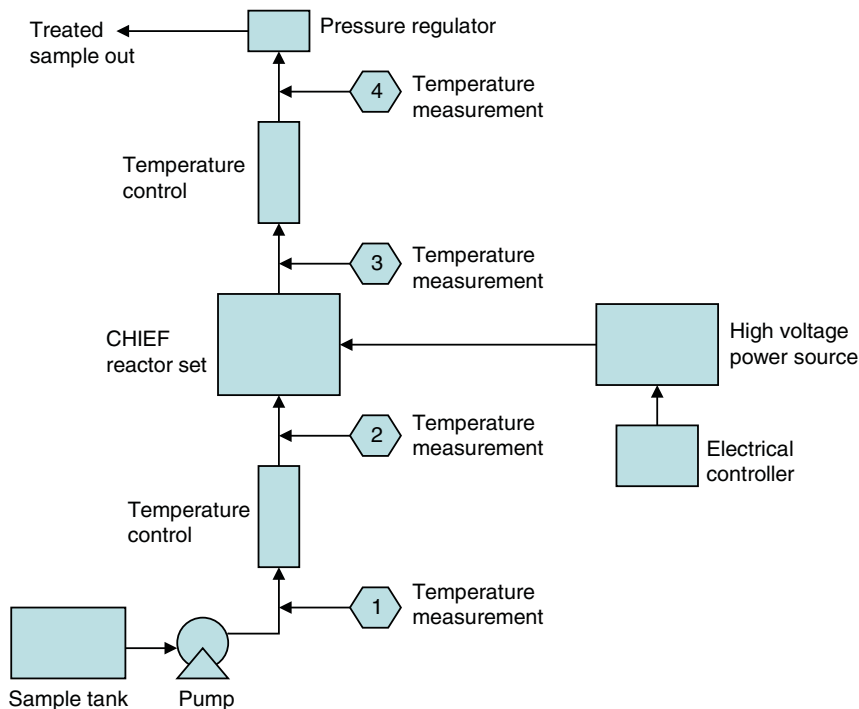 Treated
sample out
Pressure regulator
4
Temperature
measurement
Temperature
control
3
Temperature
measurement
CHIEF
reactor set
High voltage
power source
2
Temperature
measurement
Electrical
controller
Temperature
control
1
Temperature
measurement
Sample tank
Pump